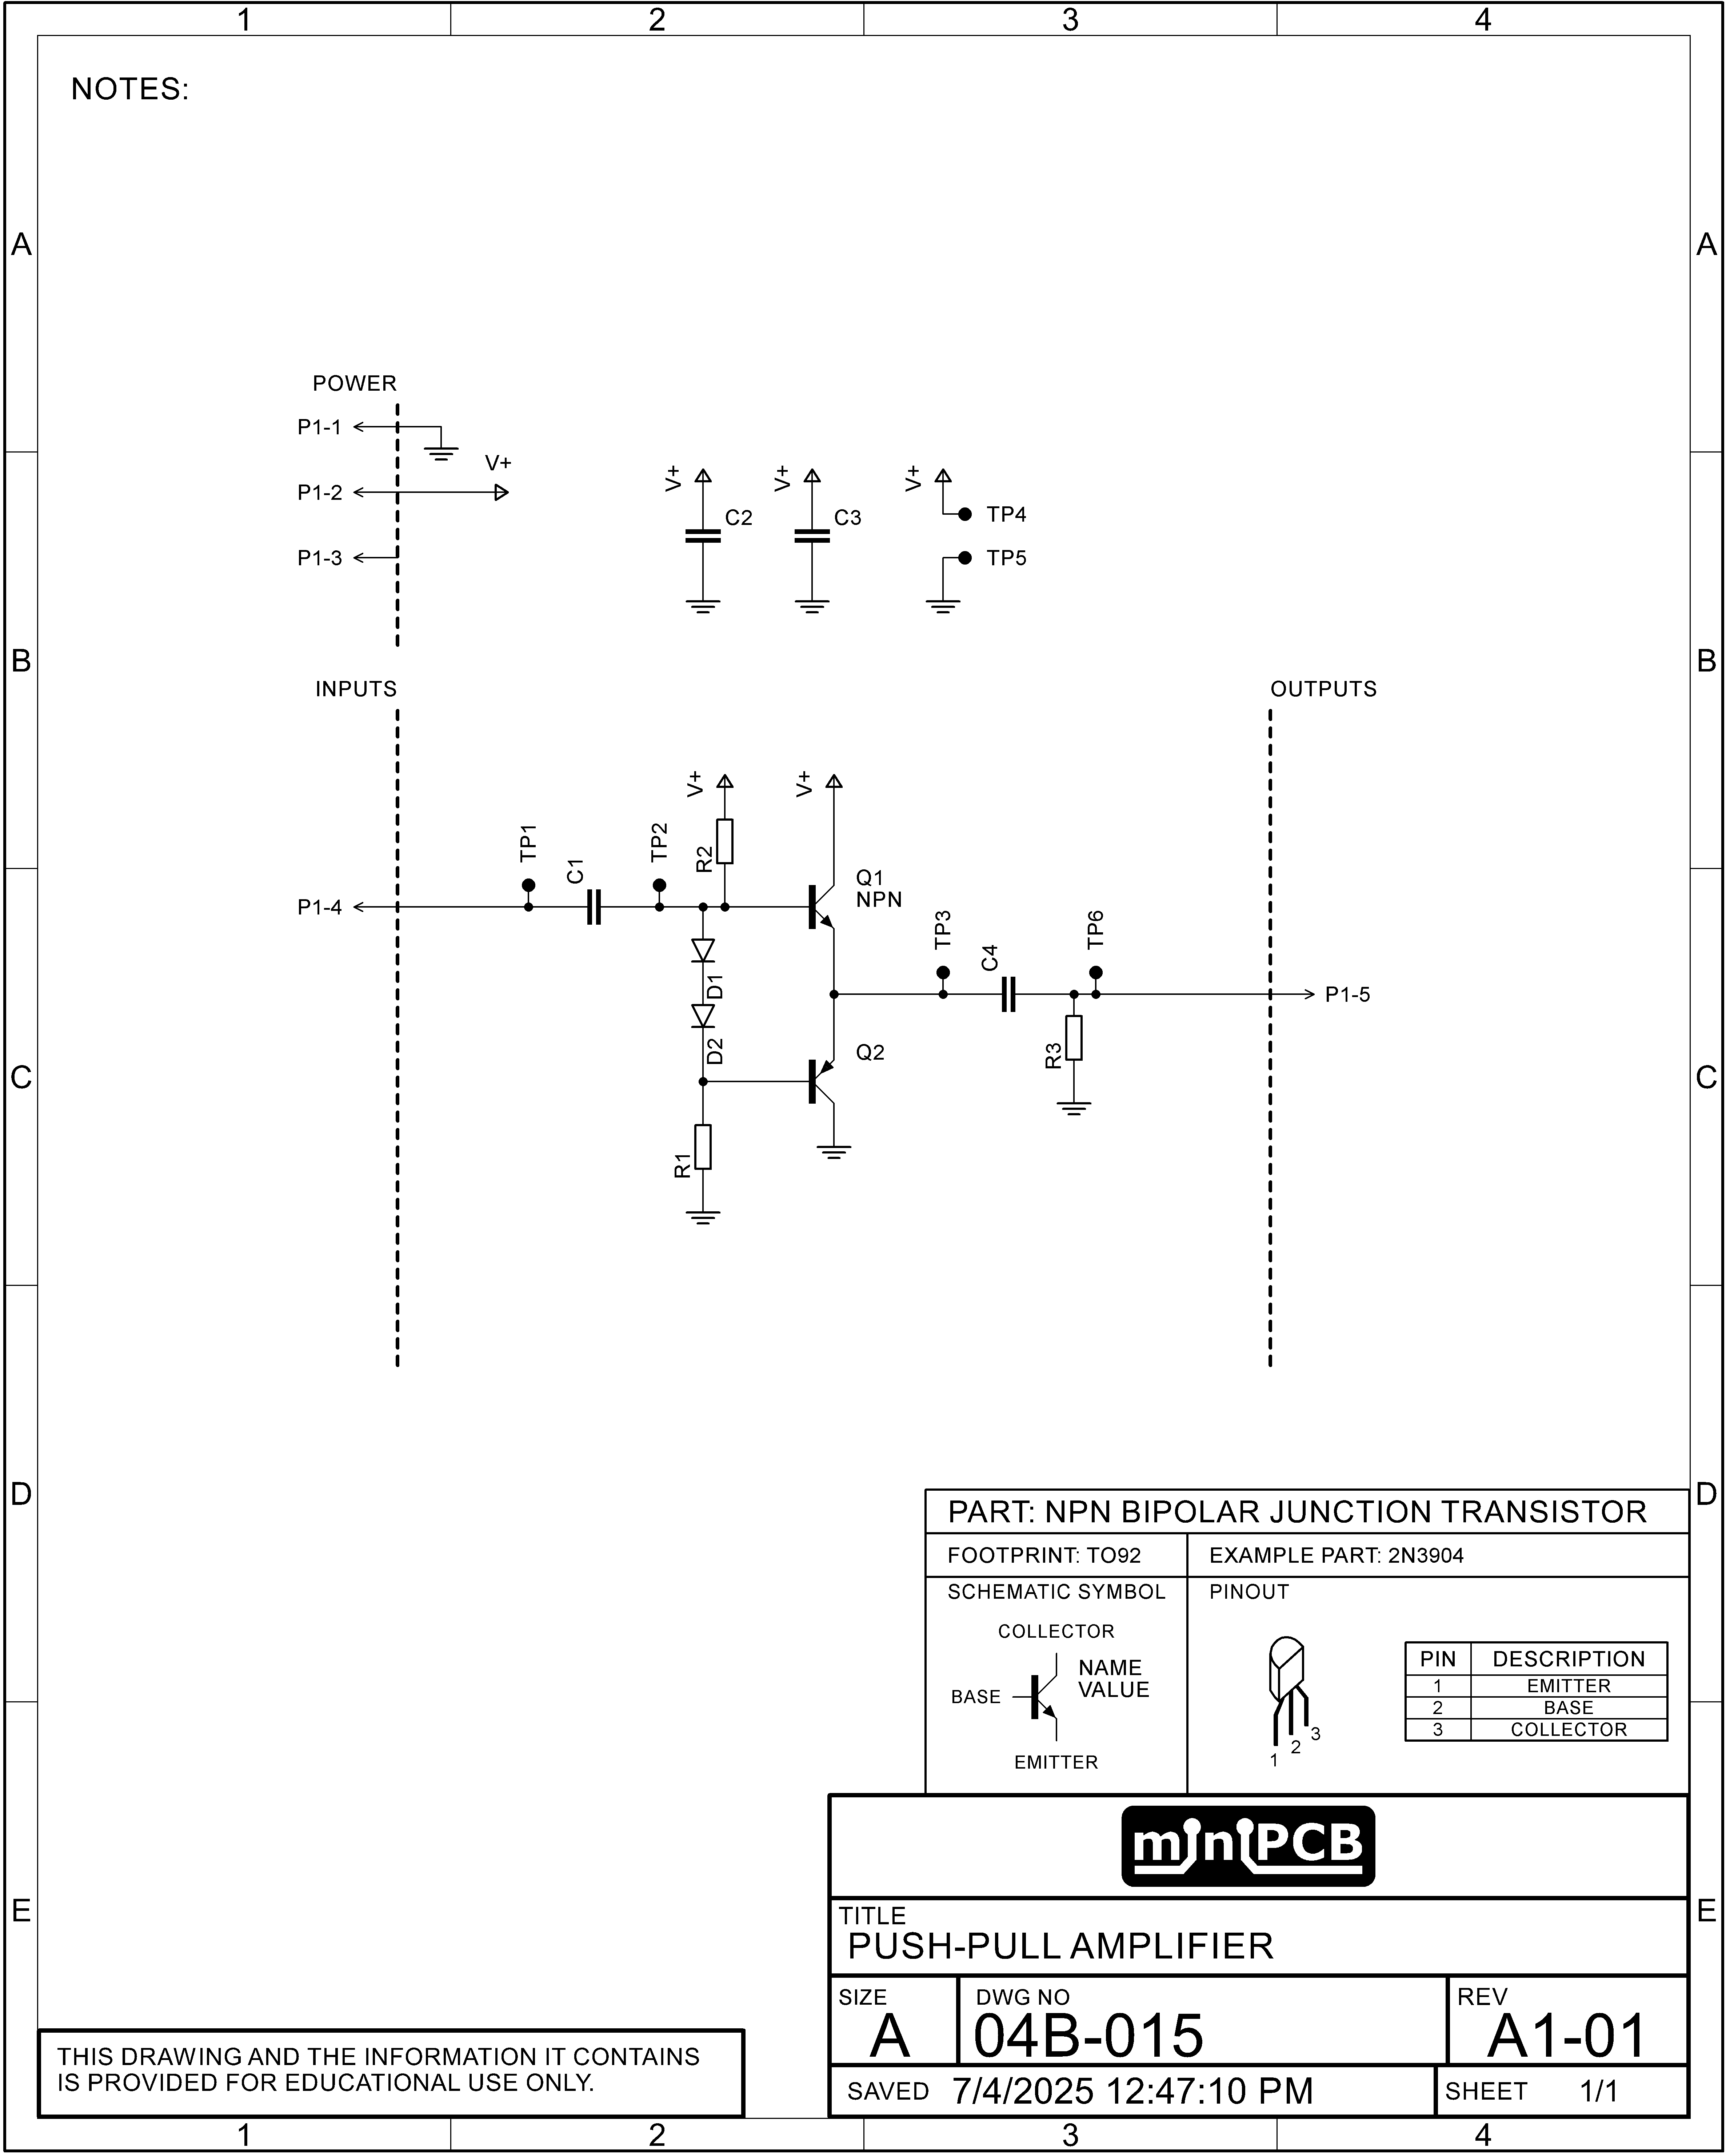 1 2 3 4
NOTES:
A A
POWER
P1-1
V+
P1-2
P1-3
V+ C2
V+ C3
V+ TP4
TP5
B B
INPUTS
OUTPUTS
V+ V+
TP1 C1 TP2 R2
Q1
NPN
P1-4
TP3 C4 TP6
D1
P1-5
D2
Q2
R3
R1
C C
D D
PART: NPN BIPOLAR JUNCTION TRANSISTOR
FOOTPRINT: TO92 EXAMPLE PART: 2N3904
SCHEMATIC SYMBOL PINOUT
COLLECTOR
NAME
VALUE
BASE
EMITTER
1 2 3
PIN DESCRIPTION
1 EMITTER
2 BASE
3 COLLECTOR
miniPCB
E E
TITLE
PUSH-PULL AMPLIFIER
SIZE DWG NO REV
A 04B-015 A1-01
SAVED 7/4/2025 12:47:10 PM SHEET 1/1
THIS DRAWING AND THE INFORMATION IT CONTAINS
IS PROVIDED FOR EDUCATIONAL USE ONLY.
1 2 3 4